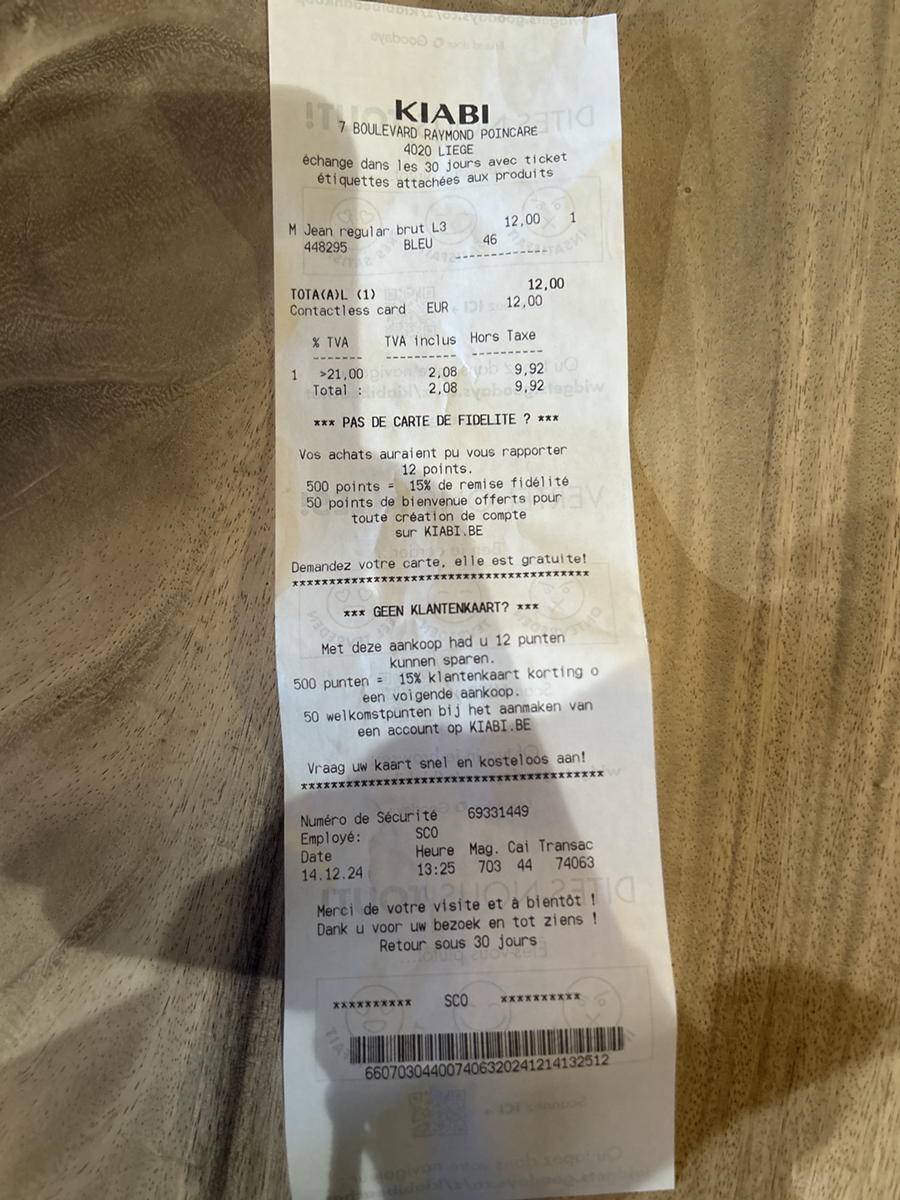 KIABI
7 BOULEVARD RAYMOND POINCARE
4020 LIEGE
échange dans les 30 jours avec ticket
étiquettes attachées aux produits
M Jean regular brut L3 12,00 1
448295 BLEU 46
--------------
TOTA(A)L (1) 12,00
Contactless card EUR 12,00
% TVA TVA inclus Hors Taxe
------- ---------- ----------
1 >21,00 2,08 9,92
Total : 2,08 9,92
*** PAS DE CARTE DE FIDELITE ? ***
Vos achats auraient pu vous rapporter
12 points.
500 points = 15% de remise fidélité
50 points de bienvenue offerts pour
toute création de compte
sur KIABI.BE
Demandez votre carte, elle est gratuite!
****************************************
*** GEEN KLANTENKAART? ***
Met deze aankoop had u 12 punten
kunnen sparen.
500 punten = 15% klantenkaart korting o
een volgende aankoop.
50 welkomstpunten bij het aanmaken van
een account op KIABI.BE
Vraag uw kaart snel en kosteloos aan!
****************************************
Numéro de Sécurité 69331449
Employé: SCO
Date Heure Mag. Cai Transac
14.12.24 13:25 703 44 74063
Merci de votre visite et à bientôt !
Dank u voor uw bezoek en tot ziens !
Retour sous 30 jours
********** SCO **********
660703044007406320241214132512